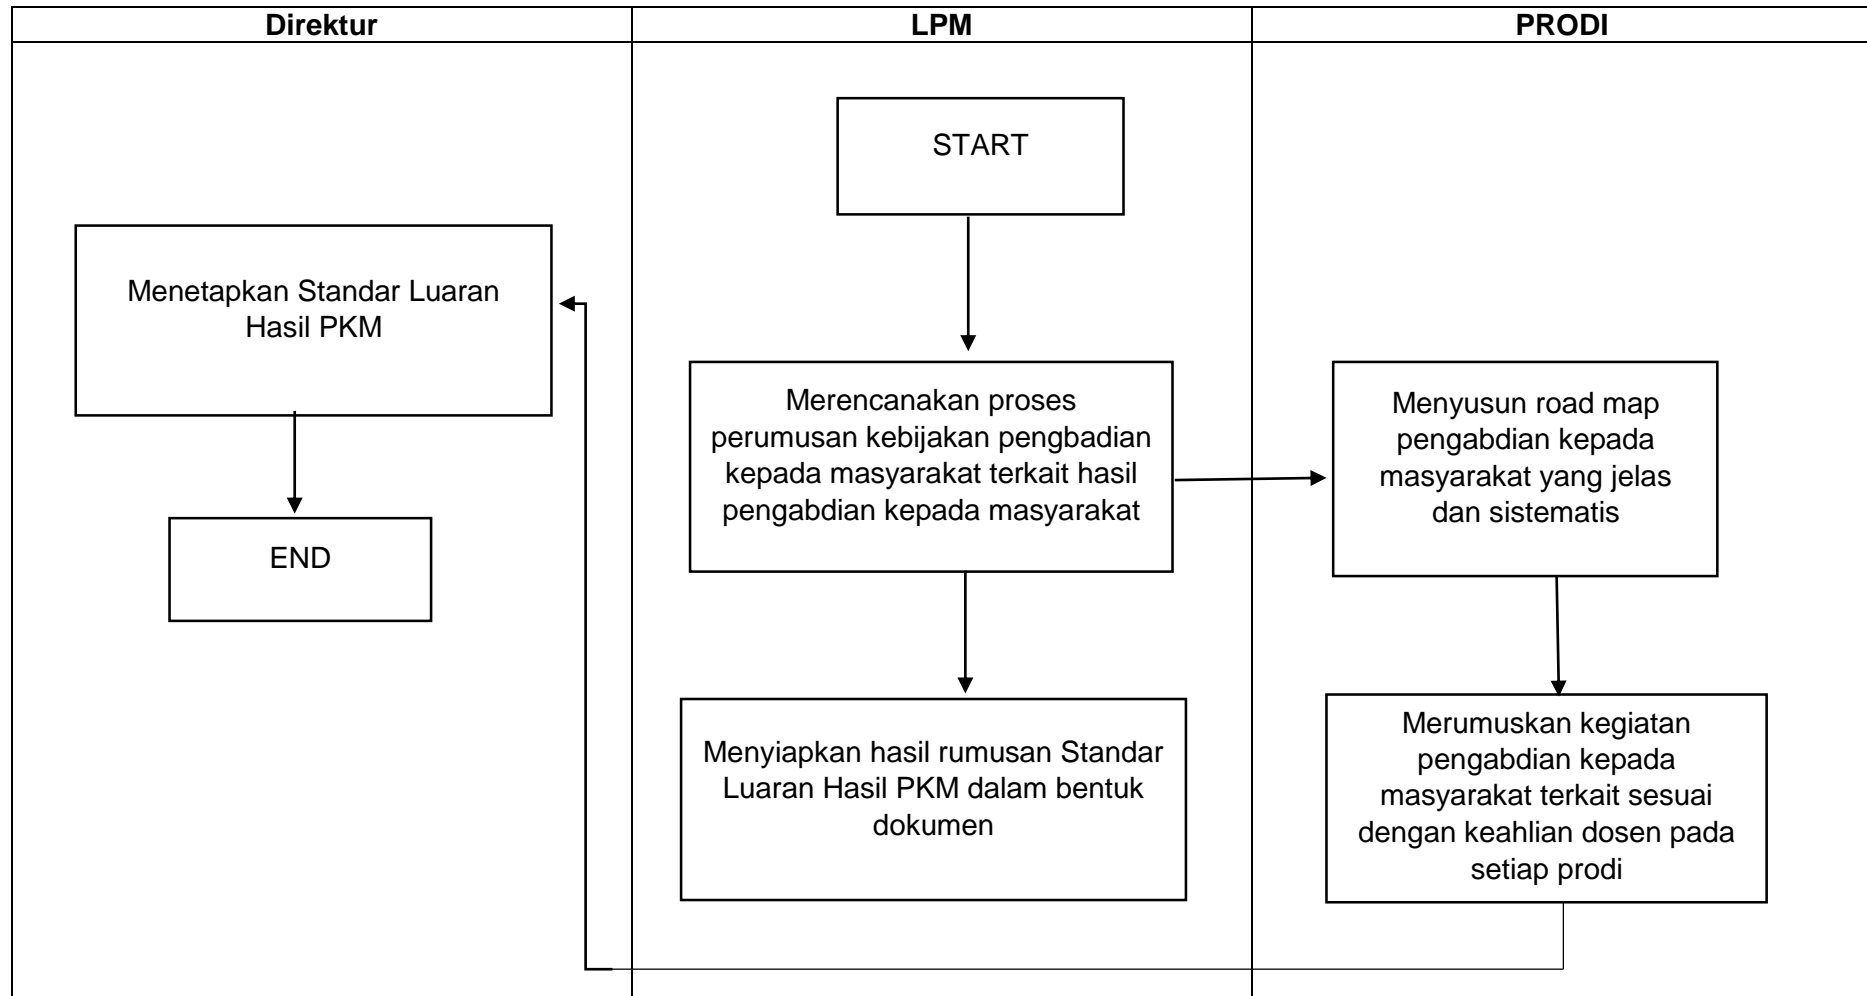 Direktur
LPM
PRODI
START
Menetapkan Standar Luaran
Hasil PKM
END
Merencanakan proses
perumusan kebijakan pengbadian
kepada masyarakat terkait hasil
pengabdian kepada masyarakat
Menyusun road map
pengabdian kepada
masyarakat yang jelas
dan sistematis
Menyiapkan hasil rumusan Standar
Luaran Hasil PKM dalam bentuk
dokumen
Merumuskan kegiatan
pengabdian kepada
masyarakat terkait sesuai
dengan keahlian dosen pada
setiap prodi